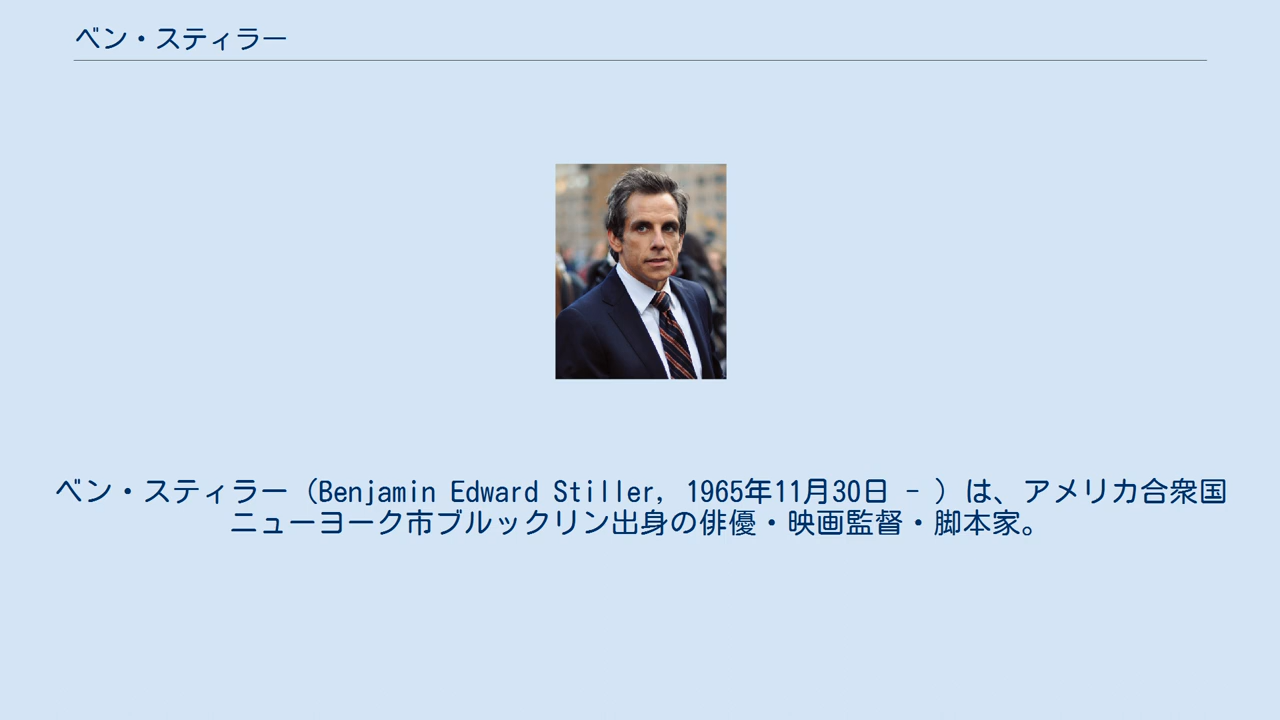 ベン・スティラー
ベン・スティラー（Benjamin Edward Stiller, 1965年11月30日 - ）は、アメリカ合衆国
ニューヨーク市ブルックリン出身の俳優・映画監督・脚本家。